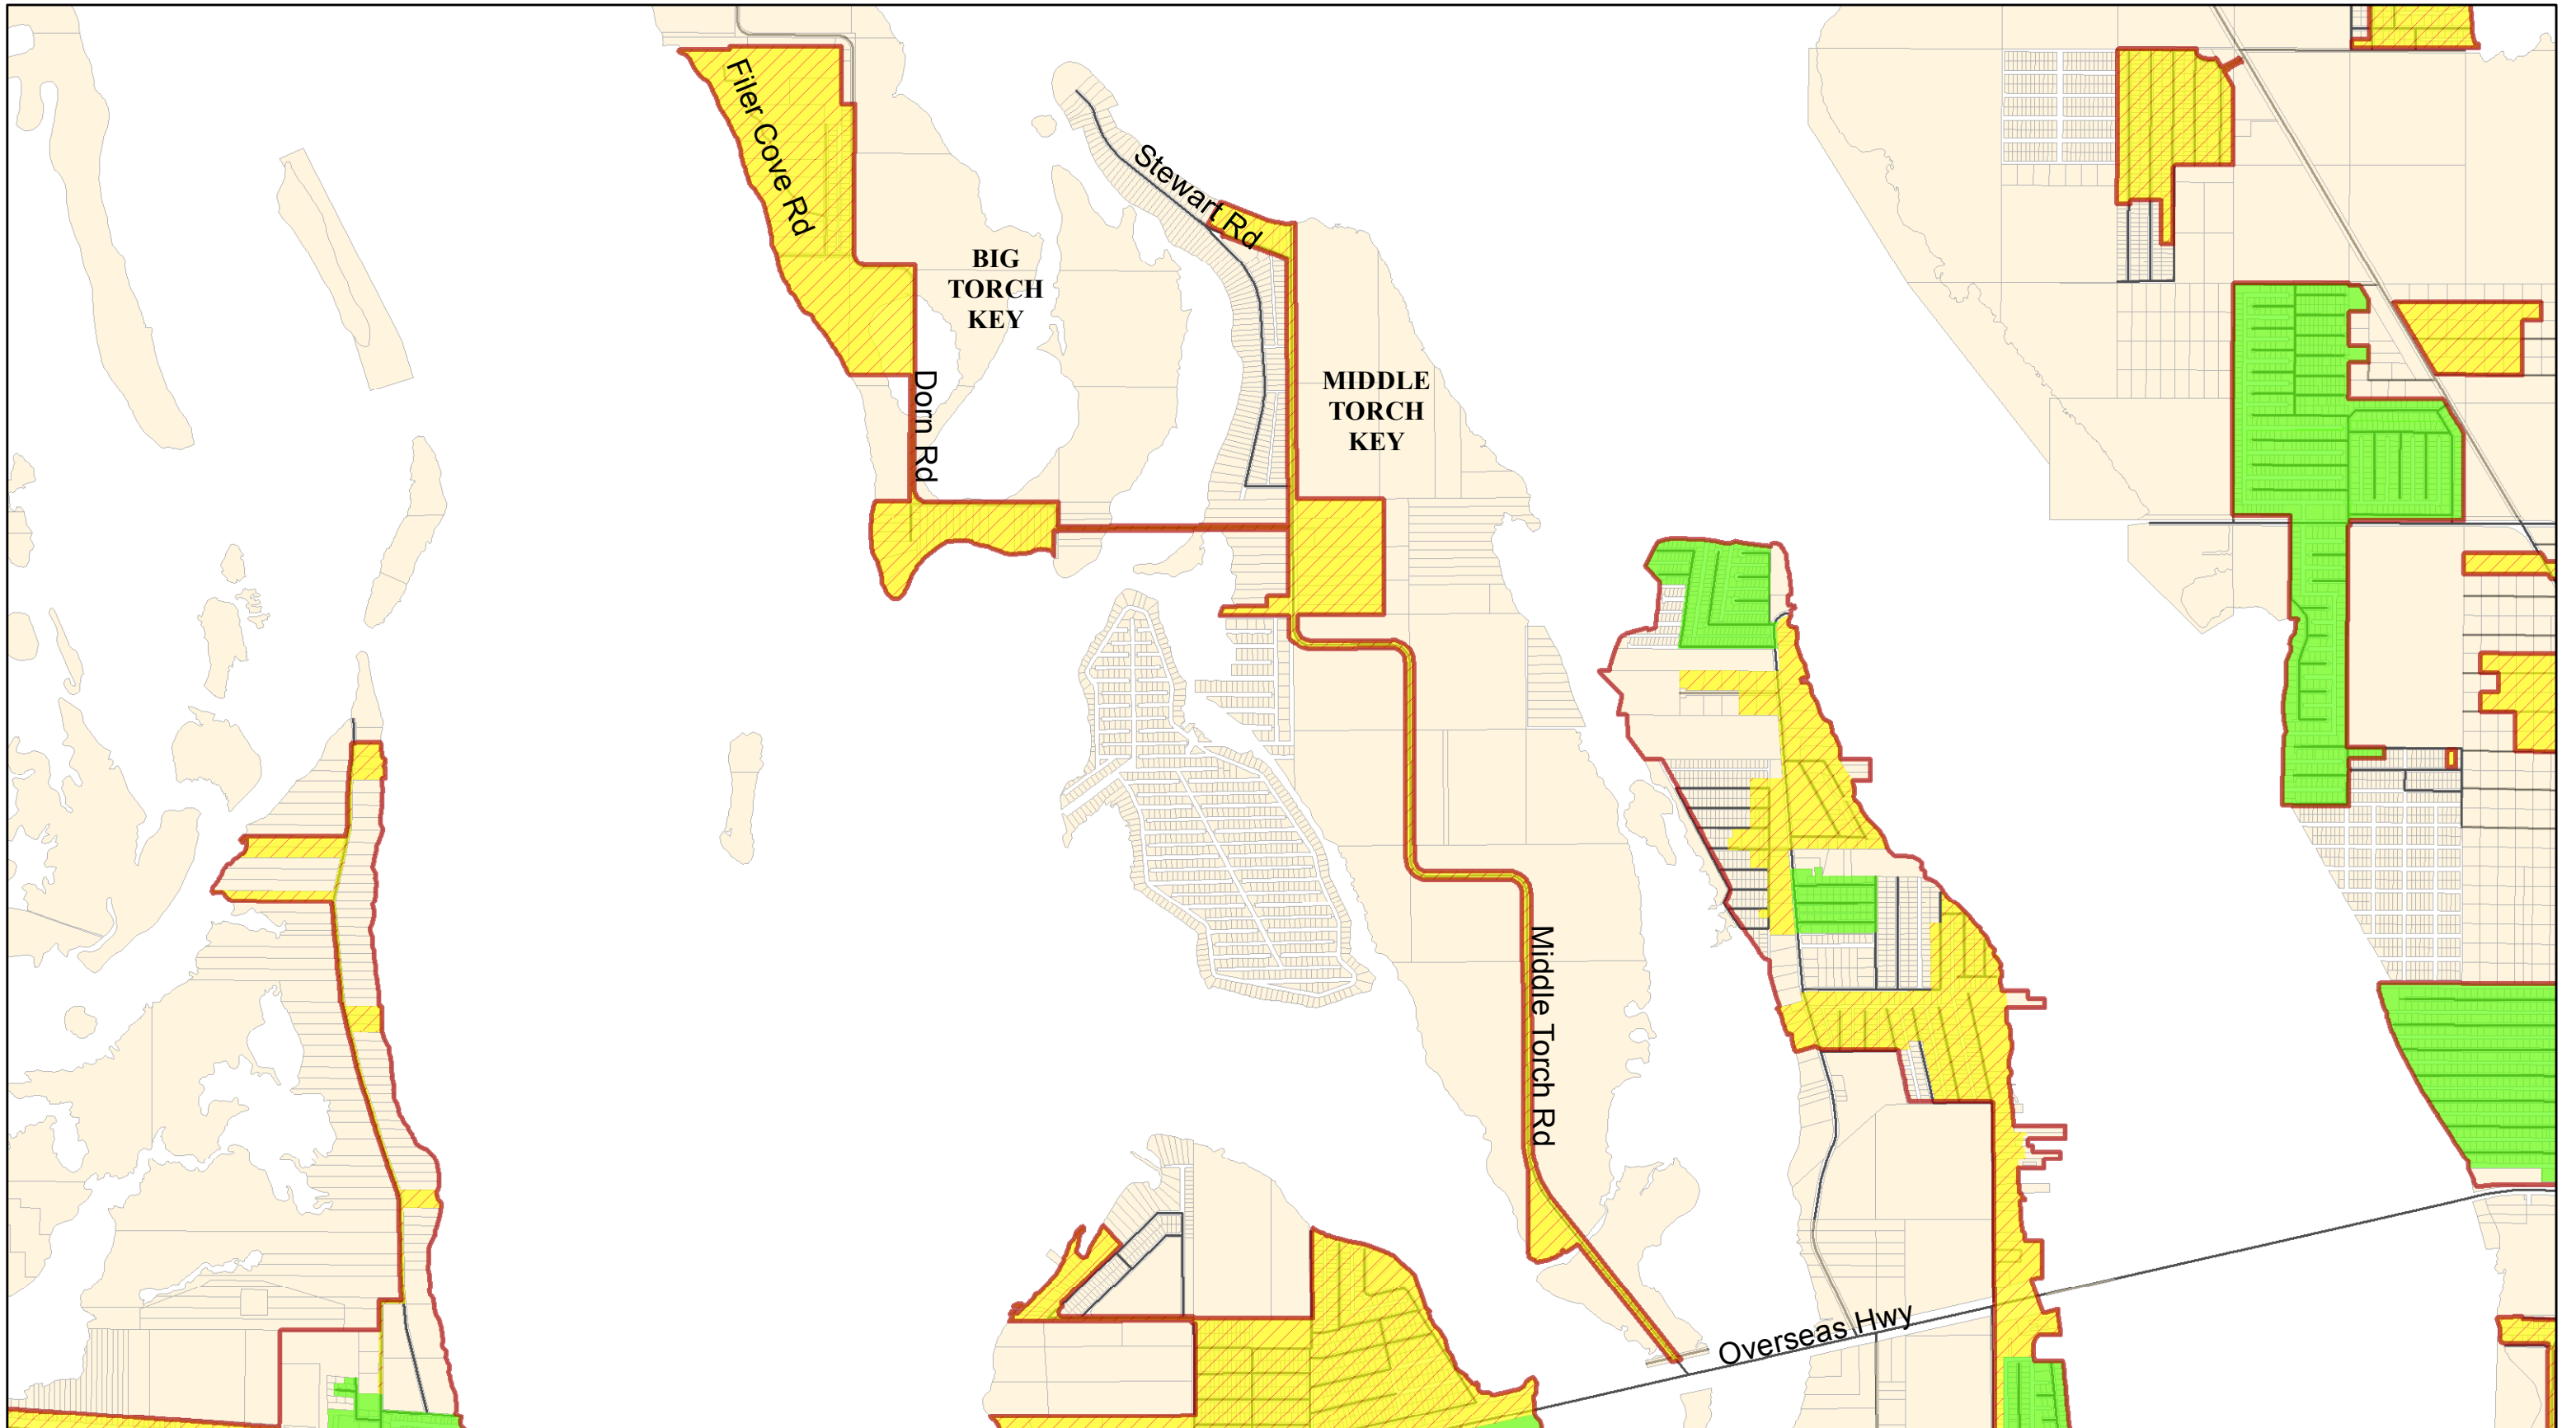 Filer Cove Rd
Stewart Rd
BIG
TORCH
KEY
MIDDLE
TORCH
KEY
Dorn Rd
Middle Torch Rd
Overseas Hwy